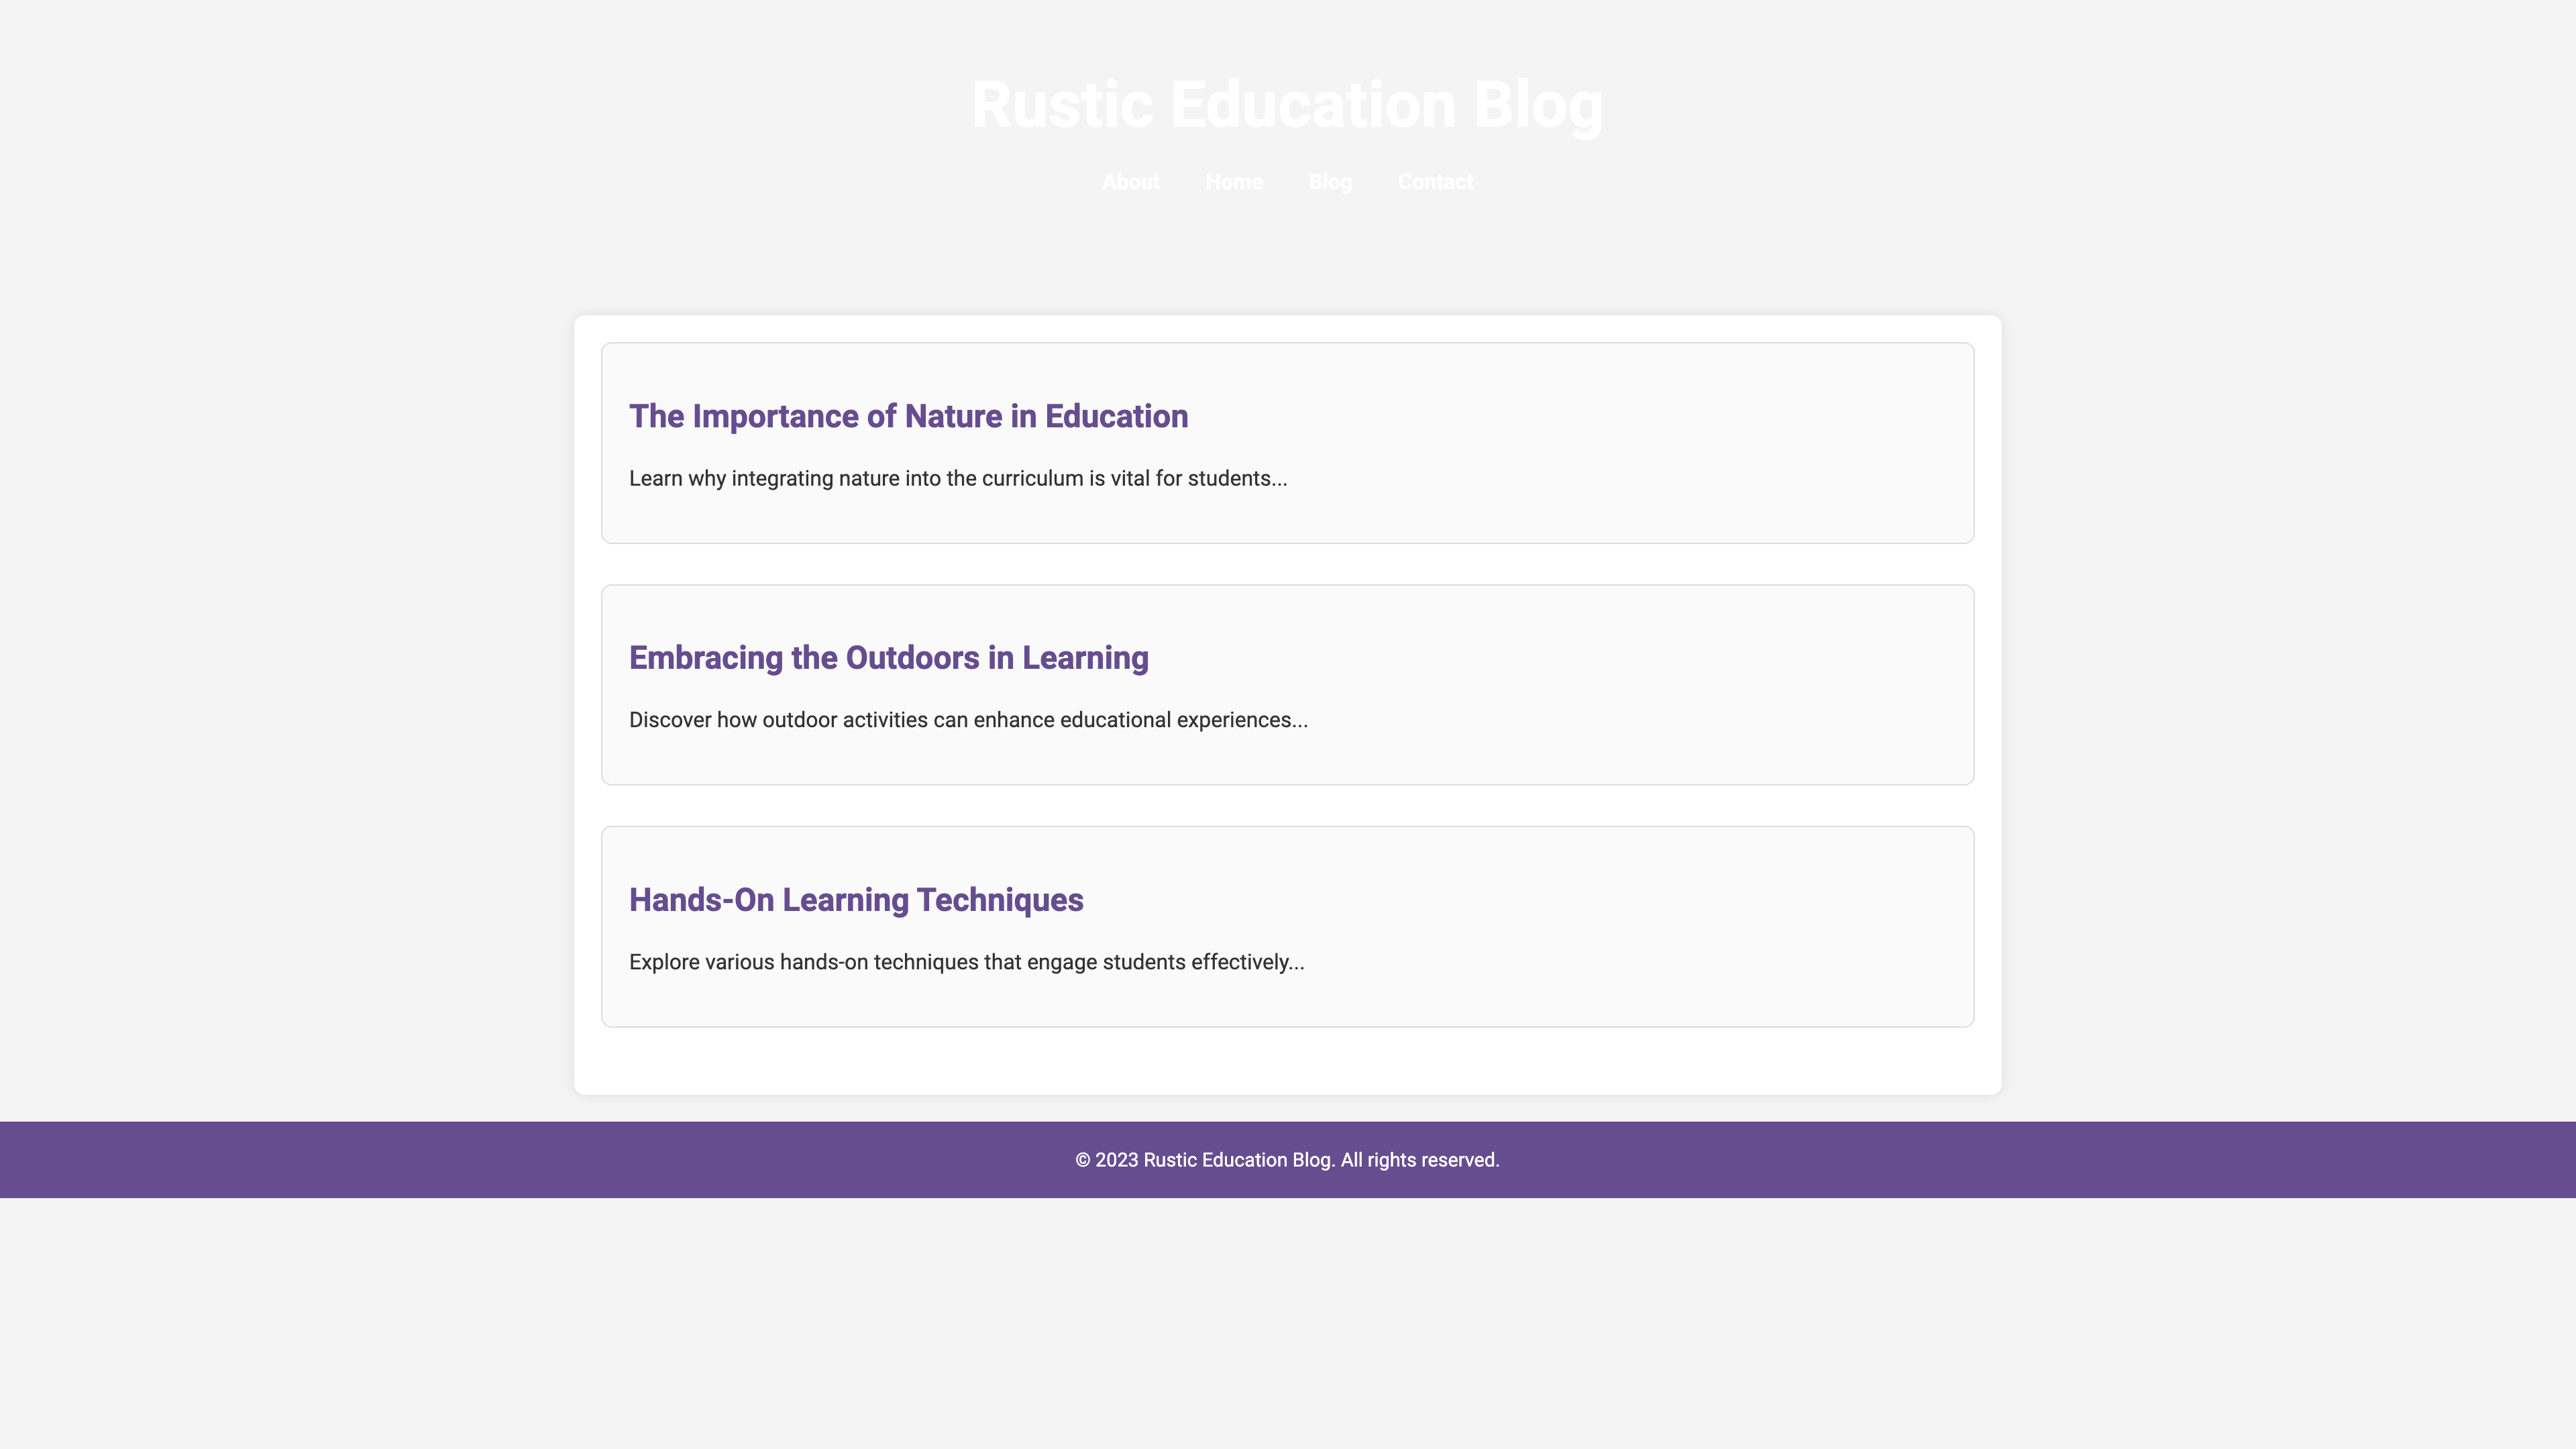 Rustic Education Blog
About Home Blog Contact
The Importance of Nature in Education
Learn why integrating nature into the curriculum is vital for students...
Embracing the Outdoors in Learning
Discover how outdoor activities can enhance educational experiences...
Hands-On Learning Techniques
Explore various hands-on techniques that engage students effectively...
© 2023 Rustic Education Blog. All rights reserved.